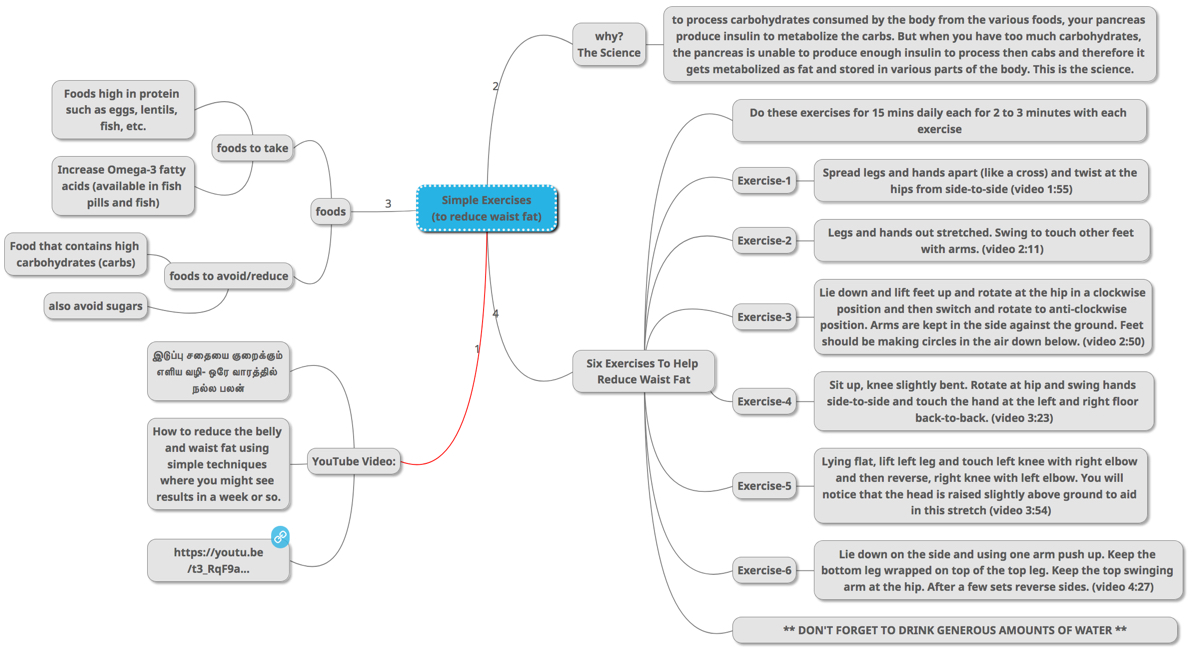 Simple Exercises
(to reduce waist fat)
1
YouTube Video:
இடுப்பு சதையை குறைக்கும்
எளிய வழி- ஒரே வாரத்தில்
நல்ல பலன்
How to reduce the belly
and waist fat using
simple techniques
where you might see
results in a week or so.
https://youtu.be
/t3_RqF9a...
2
why?
The Science
to process carbohydrates consumed by the body from the various foods, your pancreas
produce insulin to metabolize the carbs. But when you have too much carbohydrates,
the pancreas is unable to produce enough insulin to process then cabs and therefore it
gets metabolized as fat and stored in various parts of the body. This is the science.
3
foods
foods to take
Foods high in protein
such as eggs, lentils,
fish, etc.
Increase Omega-3 fatty
acids (available in fish
pills and fish)
foods to avoid/reduce
Food that contains high
carbohydrates (carbs)
also avoid sugars
4
Six Exercises To Help
Reduce Waist Fat
Do these exercises for 15 mins daily each for 2 to 3 minutes with each
exercise
Exercise-1
Spread legs and hands apart (like a cross) and twist at the
hips from side-to-side (video 1:55)
Exercise-2
Legs and hands out stretched. Swing to touch other feet
with arms. (video 2:11)
Exercise-3
Lie down and lift feet up and rotate at the hip in a clockwise
position and then switch and rotate to anti-clockwise
position. Arms are kept in the side against the ground. Feet
should be making circles in the air down below. (video 2:50)
Exercise-4
Sit up, knee slightly bent. Rotate at hip and swing hands
side-to-side and touch the hand at the left and right floor
back-to-back. (video 3:23)
Exercise-5
Lying flat, lift left leg and touch left knee with right elbow
and then reverse, right knee with left elbow. You will
notice that the head is raised slightly above ground to aid
in this stretch (video 3:54)
Exercise-6
Lie down on the side and using one arm push up. Keep the
bottom leg wrapped on top of the top leg. Keep the top swinging
arm at the hip. After a few sets reverse sides. (video 4:27)
** DON'T FORGET TO DRINK GENEROUS AMOUNTS OF WATER **